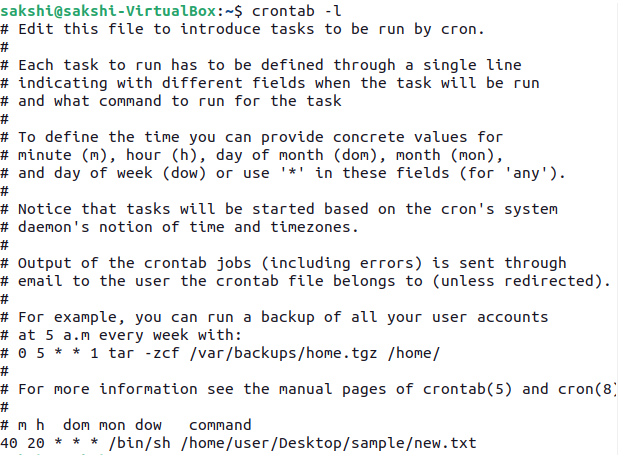 sakshi@sakshi-VirtualBox:~$ crontab -l
# Edit this file to introduce tasks to be run by cron.
#
# Each task to run has to be defined through a single line
# indicating with different fields when the task will be run
# and what command to run for the task
#
# To define the time you can provide concrete values for
# minute (m), hour (h), day of month (dom), month (mon),
# and day of week (dow) or use '*' in these fields (for 'any').
#
# Notice that tasks will be started based on the cron's system
# daemon's notion of time and timezones.
#
# Output of the crontab jobs (including errors) is sent through
# email to the user the crontab file belongs to (unless redirected).
#
# For example, you can run a backup of all your user accounts
# at 5 a.m every week with:
# 0 5 * * 1 tar -zcf /var/backups/home.tgz /home/
#
# For more information see the manual pages of crontab(5) and cron(8)
#
# m h  dom mon dow   command
40 20 * * * /bin/sh /home/user/Desktop/sample/new.txt